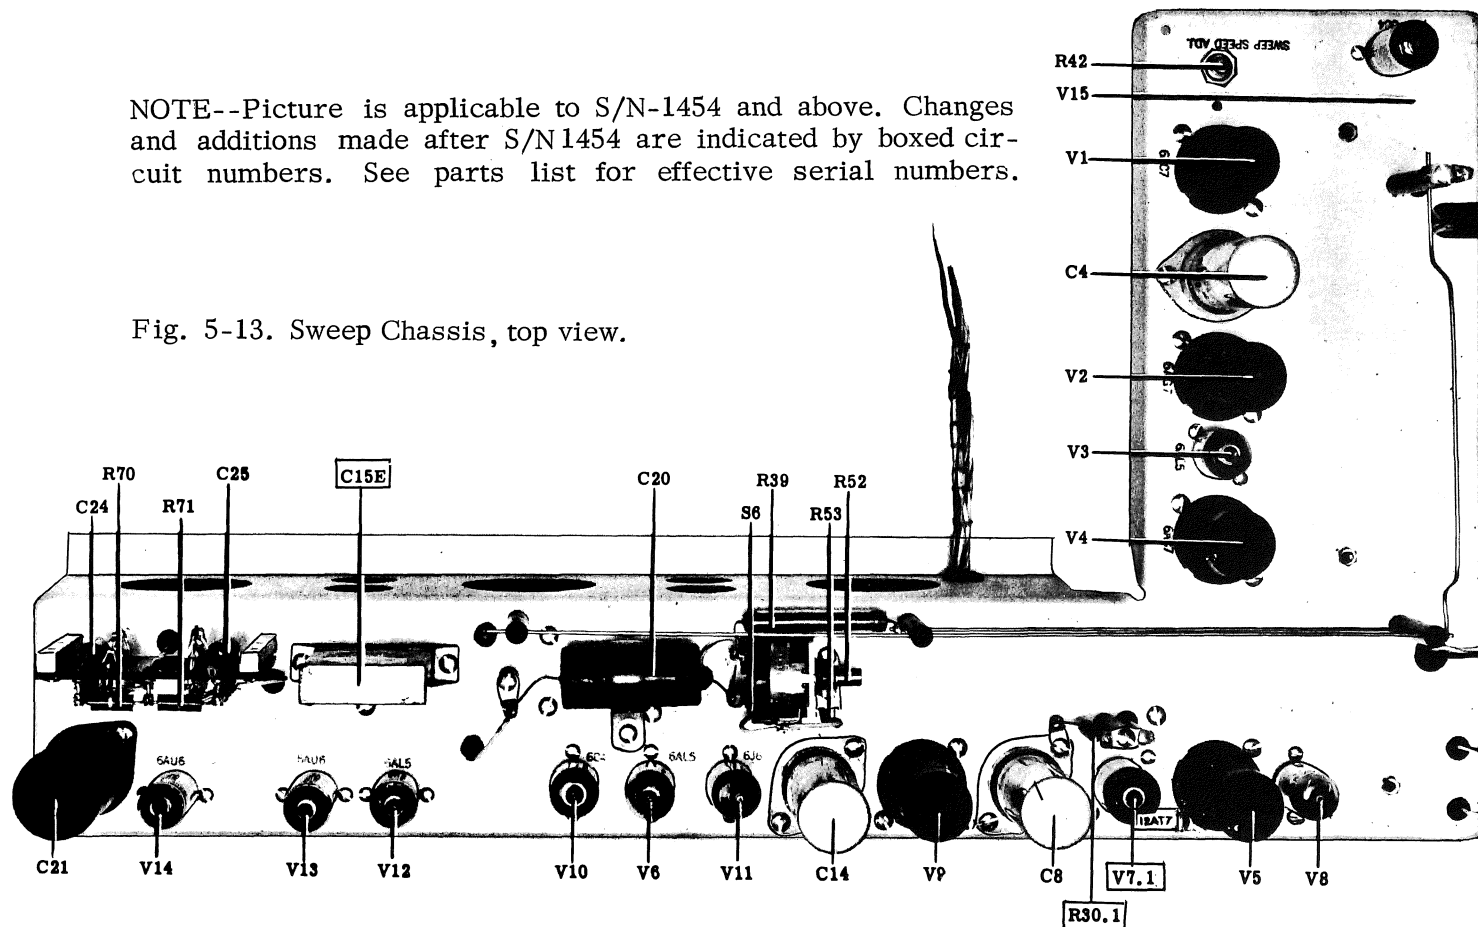 NOTE--Picture is applicable to S/N-1454 and above. Changes
and additions made after S/N 1454 are indicated by boxed cir-
cuit numbers. See parts list for effective serial numbers.
Fig. 5-13. Sweep Chassis, top view.
SWEEP SPEED ADJ.
R42
V15
V1
C4
V2
V3
6AL5
V4
R70
C25
C15E
C20
R39
R52
C24
R71
S6
R53
6AU6
6AU6
6AL5
6C4
6AL5
6J6
12AT7
C21
V14
V13
V12
V10
V6
V11
C14
V9
C8
V7.1
V5
V8
R30.1